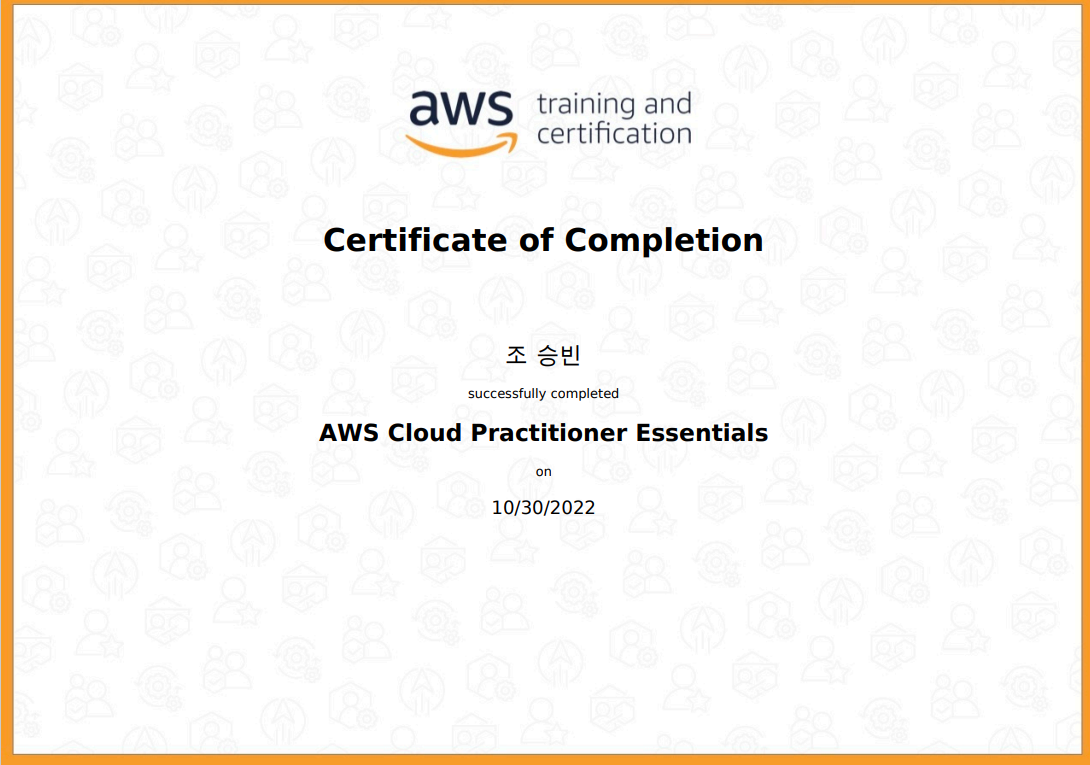 aws training and
certification
Certificate of Completion
조 승빈
successfully completed
AWS Cloud Practitioner Essentials
on
10/30/2022